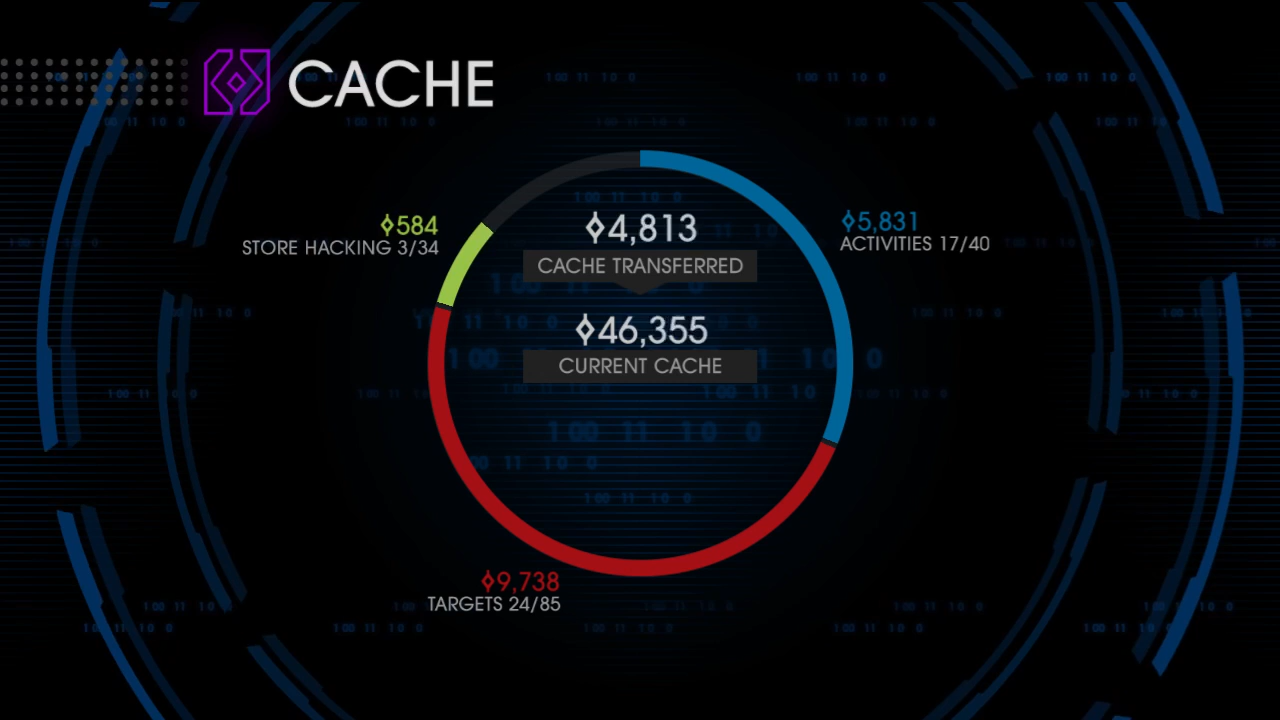 CACHE
584
STORE HACKING 3/34
4,813
CACHE TRANSFERRED
5,831
ACTIVITIES 17/40
46,355
CURRENT CACHE
9,738
TARGETS 24/85